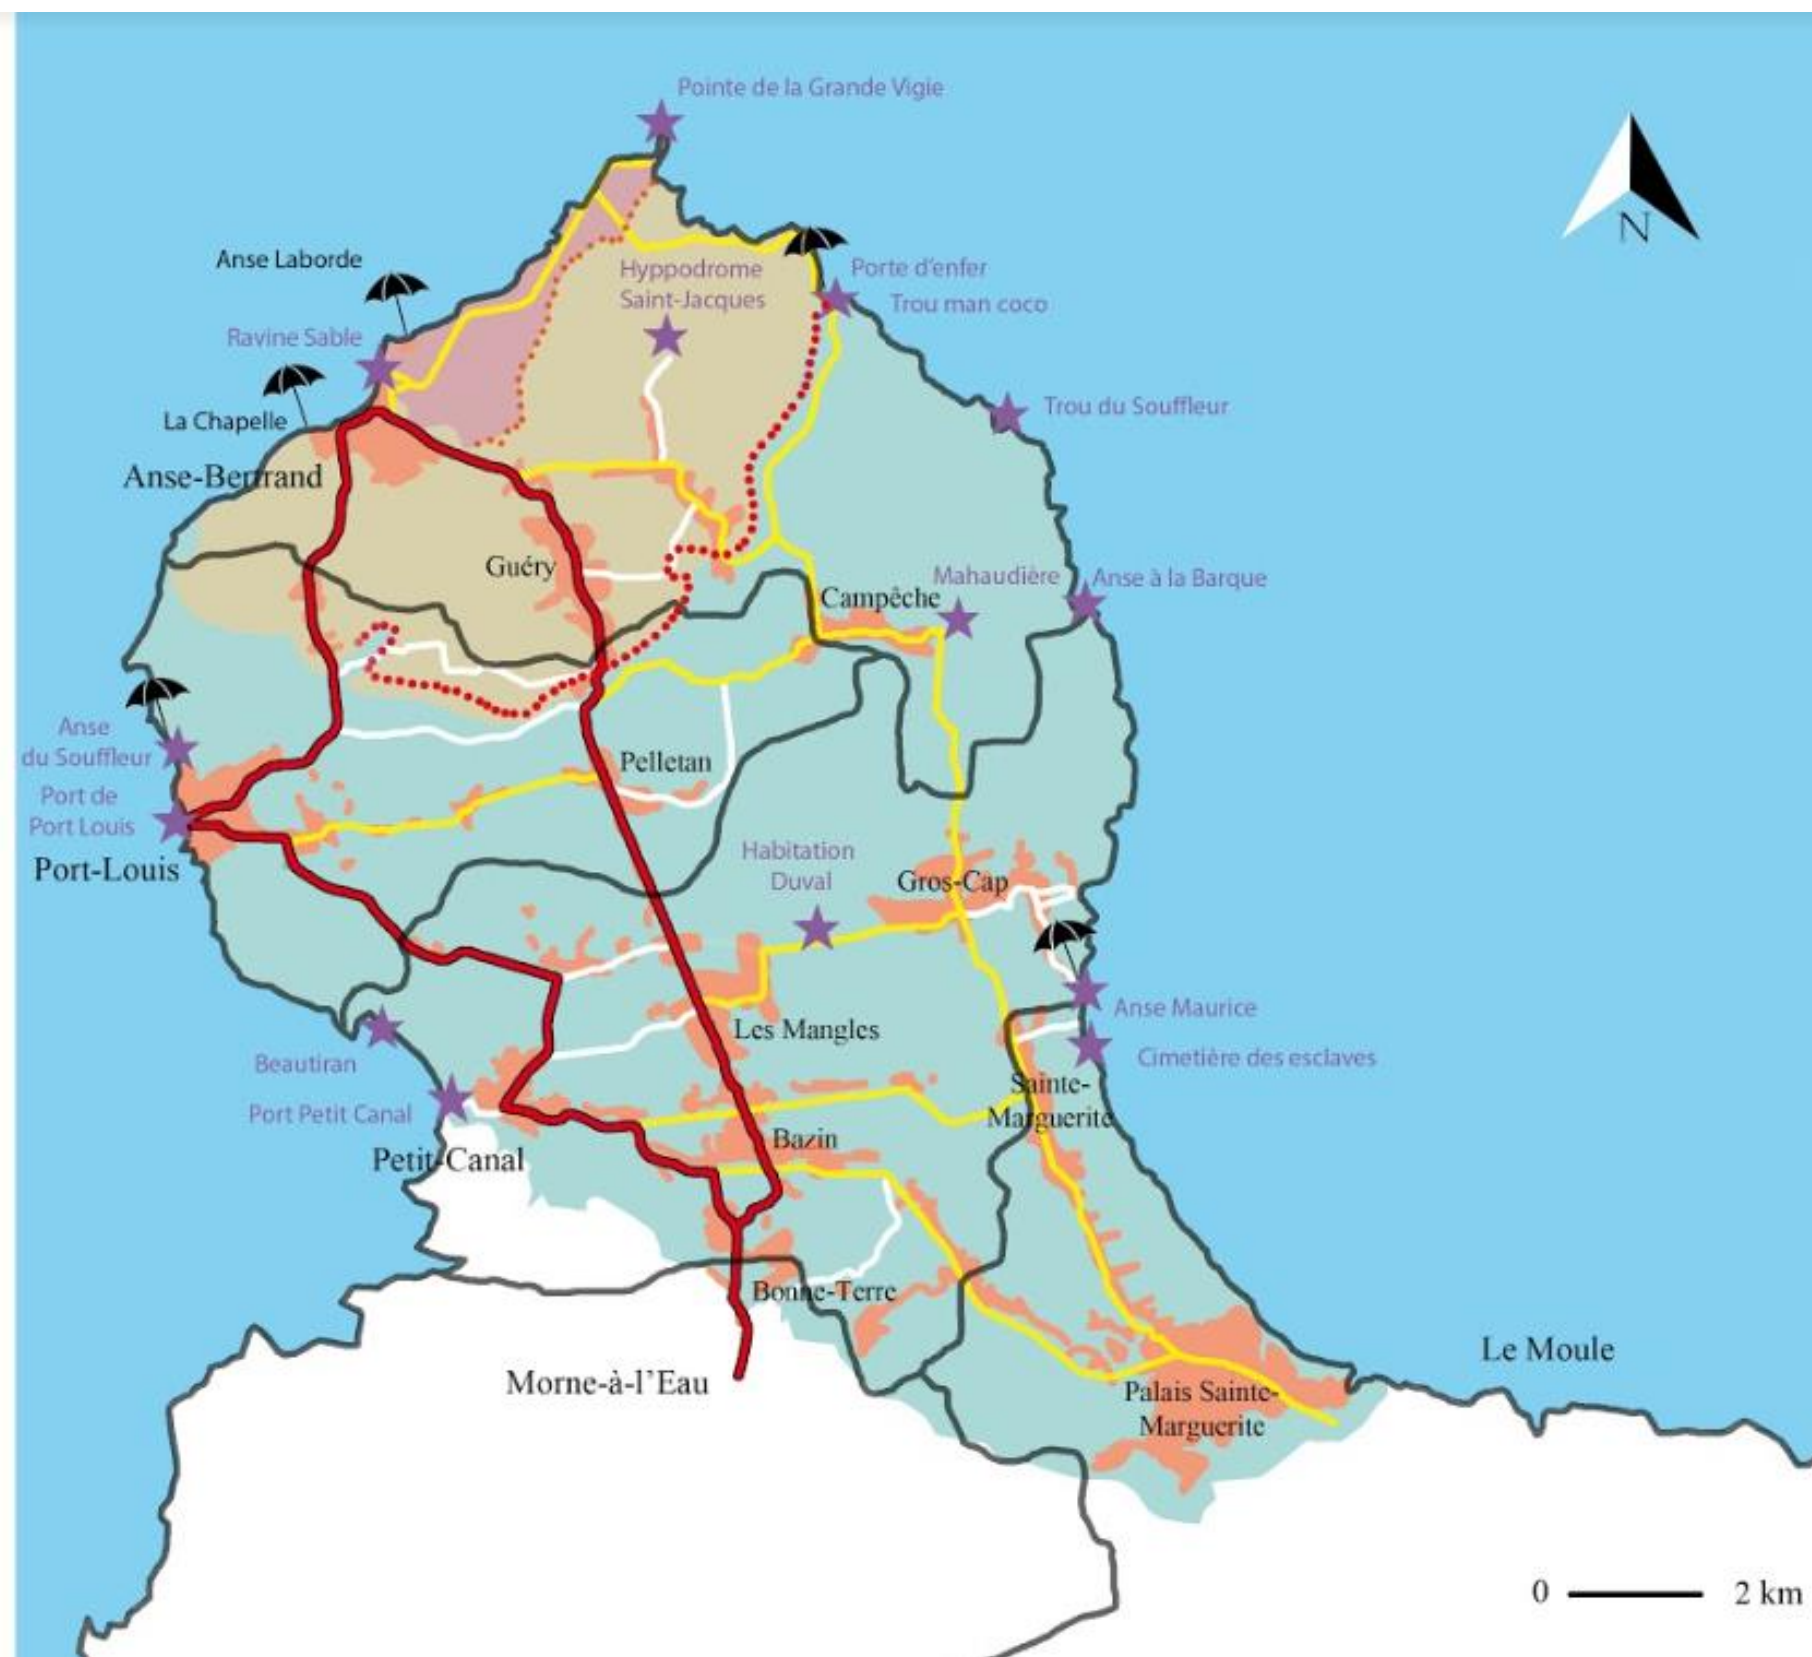 Pointe de la Grande Vigie
N
Anse Laborde
Hyppodrome
Saint-Jacques
Porte d'enfer
Trou man coco
Ravine Sable
La Chapelle
Trou du Souffleur
Anse-Bertrand
Guéry
Mahaudière
Anse à la Barque
Campêche
Anse
du Souffleur
Pelletan
Port de
Port Louis
Port-Louis
Habitation
Duval
Gros-Cap
Anse Maurice
Les Mangles
Cimetière des esclaves
Beautiran
Sainte-
Marguerite
Port Petit Canal
Bazin
Petit-Canal
Bonne-Terre
Le Moule
Morne-à-l'Eau
Palais Sainte-
Marguerite
0 2 km